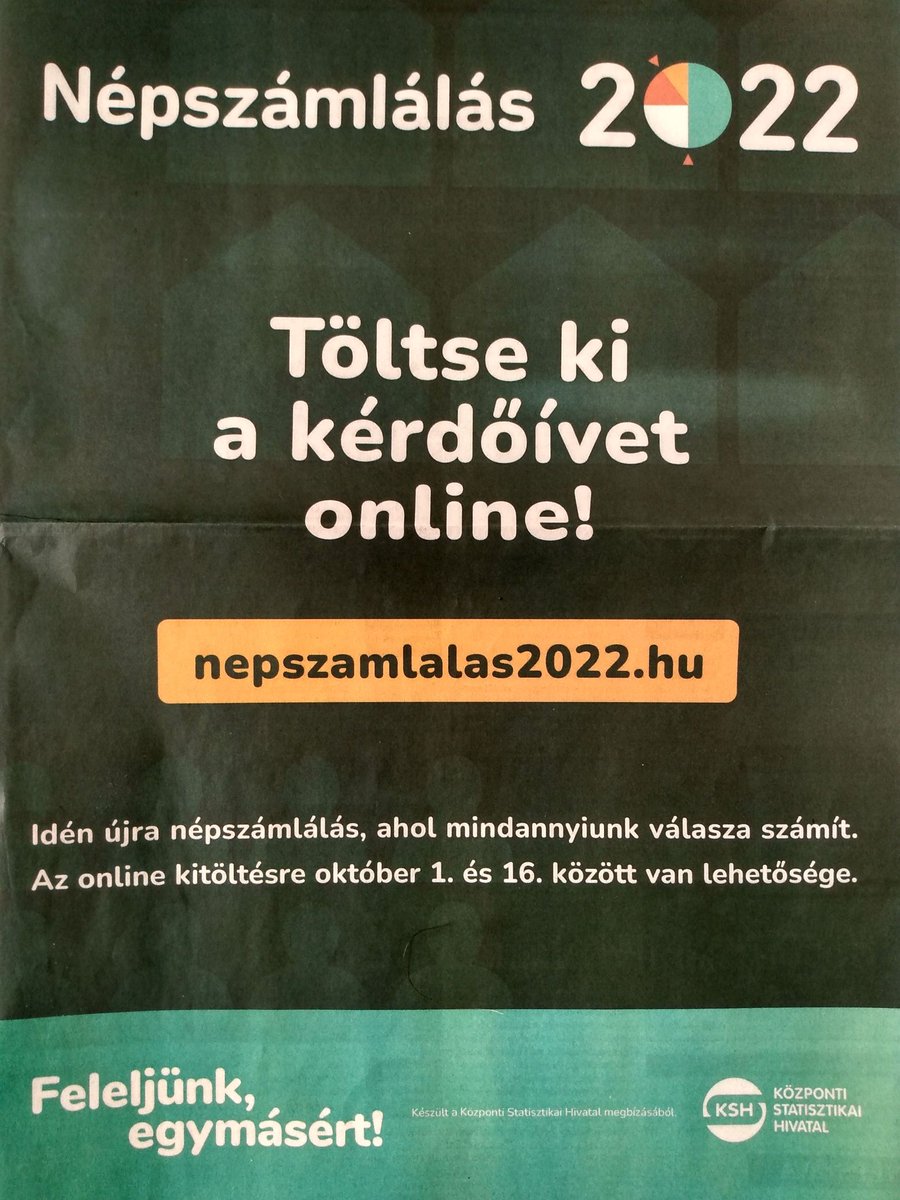 Népszámlálás 2022
Töltse ki
a kérdőívet
online!
nepszamlalas2022.hu
Idén újra népszámlálás, ahol mindannyiunk válasza számít.
Az online kitöltésre október 1. és 16. között van lehetősége.
Feleljünk,
egymásért!
Készült a Központi Statisztikai Hivatal megbízásából.
KSH
KÖZPONTI
STATISZTIKAI
HIVATAL